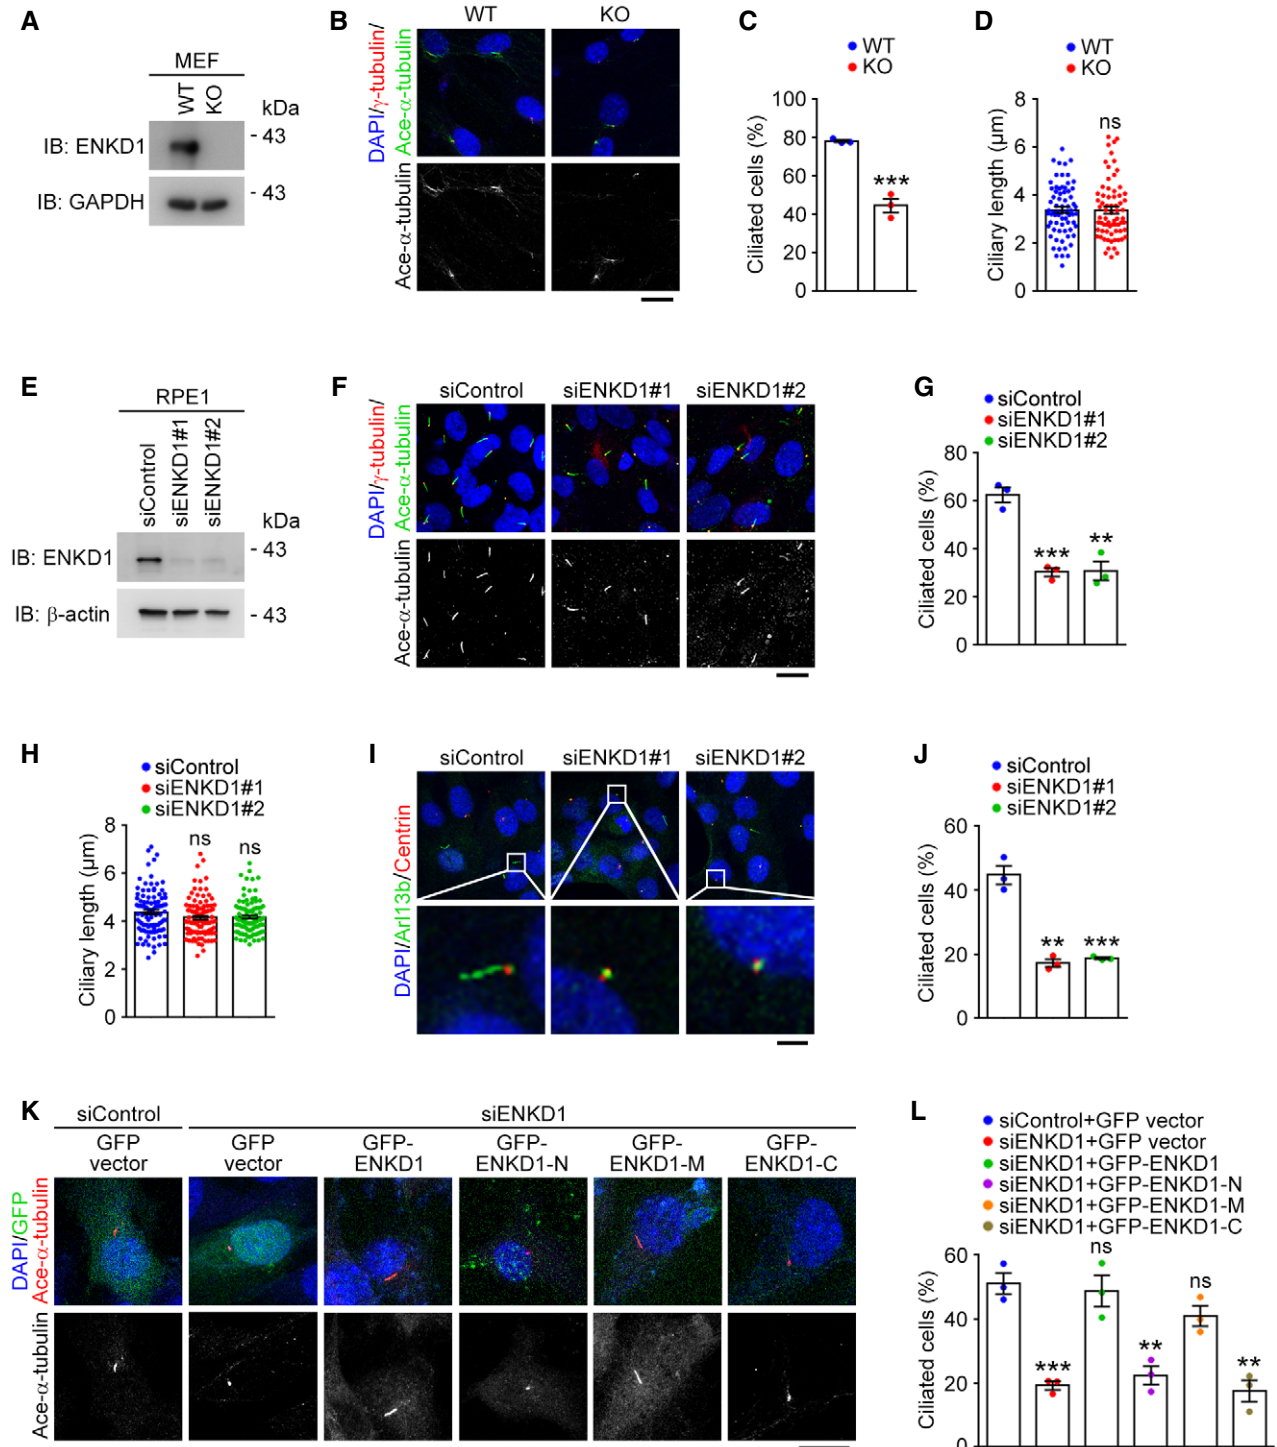 A
MEF
WT
KO
kDa
IB: ENKD1
- 43
IB: GAPDH
- 43
B
WT
KO
DAPI/γ-tubulin/
Ace-α-tubulin
Ace-α-tubulin
C
WT
KO
Ciliated cells (%)
100
80
60
40
20
0
***
D
WT
KO
Ciliary length (μm)
8
6
4
2
0
ns
E
RPE1
siControl
siENKD1#1
siENKD1#2
kDa
IB: ENKD1
- 43
IB: β-actin
- 43
F
siControl
siENKD1#1
siENKD1#2
DAPI/γ-tubulin/
Ace-α-tubulin
Ace-α-tubulin
G
siControl
siENKD1#1
siENKD1#2
Ciliated cells (%)
80
60
40
20
0
***
**
H
siControl
siENKD1#1
siENKD1#2
Ciliary length (μm)
8
6
4
2
0
ns
ns
I
siControl
siENKD1#1
siENKD1#2
DAPI/Arl13b/Centrin
J
siControl
siENKD1#1
siENKD1#2
Ciliated cells (%)
60
40
20
0
**
***
K
siControl
siENKD1
GFP
vector
GFP
vector
GFP-
ENKD1
GFP-
ENKD1-N
GFP-
ENKD1-M
GFP-
ENKD1-C
DAPI/GFP
Ace-α-tubulin
Ace-α-tubulin
L
siControl+GFP vector
siENKD1+GFP vector
siENKD1+GFP-ENKD1
siENKD1+GFP-ENKD1-N
siENKD1+GFP-ENKD1-M
siENKD1+GFP-ENKD1-C
Ciliated cells (%)
60
40
20
0
***
ns
**
ns
**